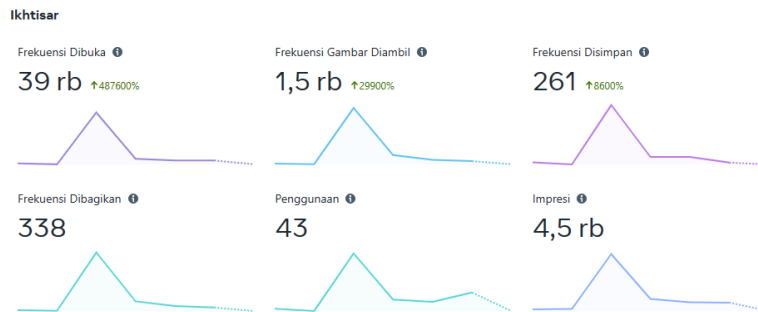 Ikhtisar
Frekuensi Dibuka
39 rb ↑487600%
Frekuensi Gambar Diambil
1,5 rb ↑29900%
Frekuensi Disimpan
261 ↑8600%
Frekuensi Dibagikan
338
Penggunaan
43
Impresi
4,5 rb